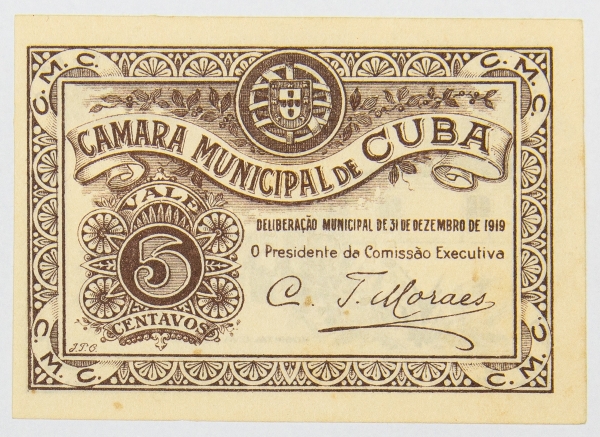 C. M. C.
C. M. C.
CAMARA MUNICIPAL DE CUBA
VALE
5
CENTAVOS
DELIBERAÇÃO MUNICIPAL DE 31 DE DEZEMBRO DE 1919
O Presidente da Comissão Executiva
C. T. Moraes
J.P.C.
C. M. C.
C. M. C.